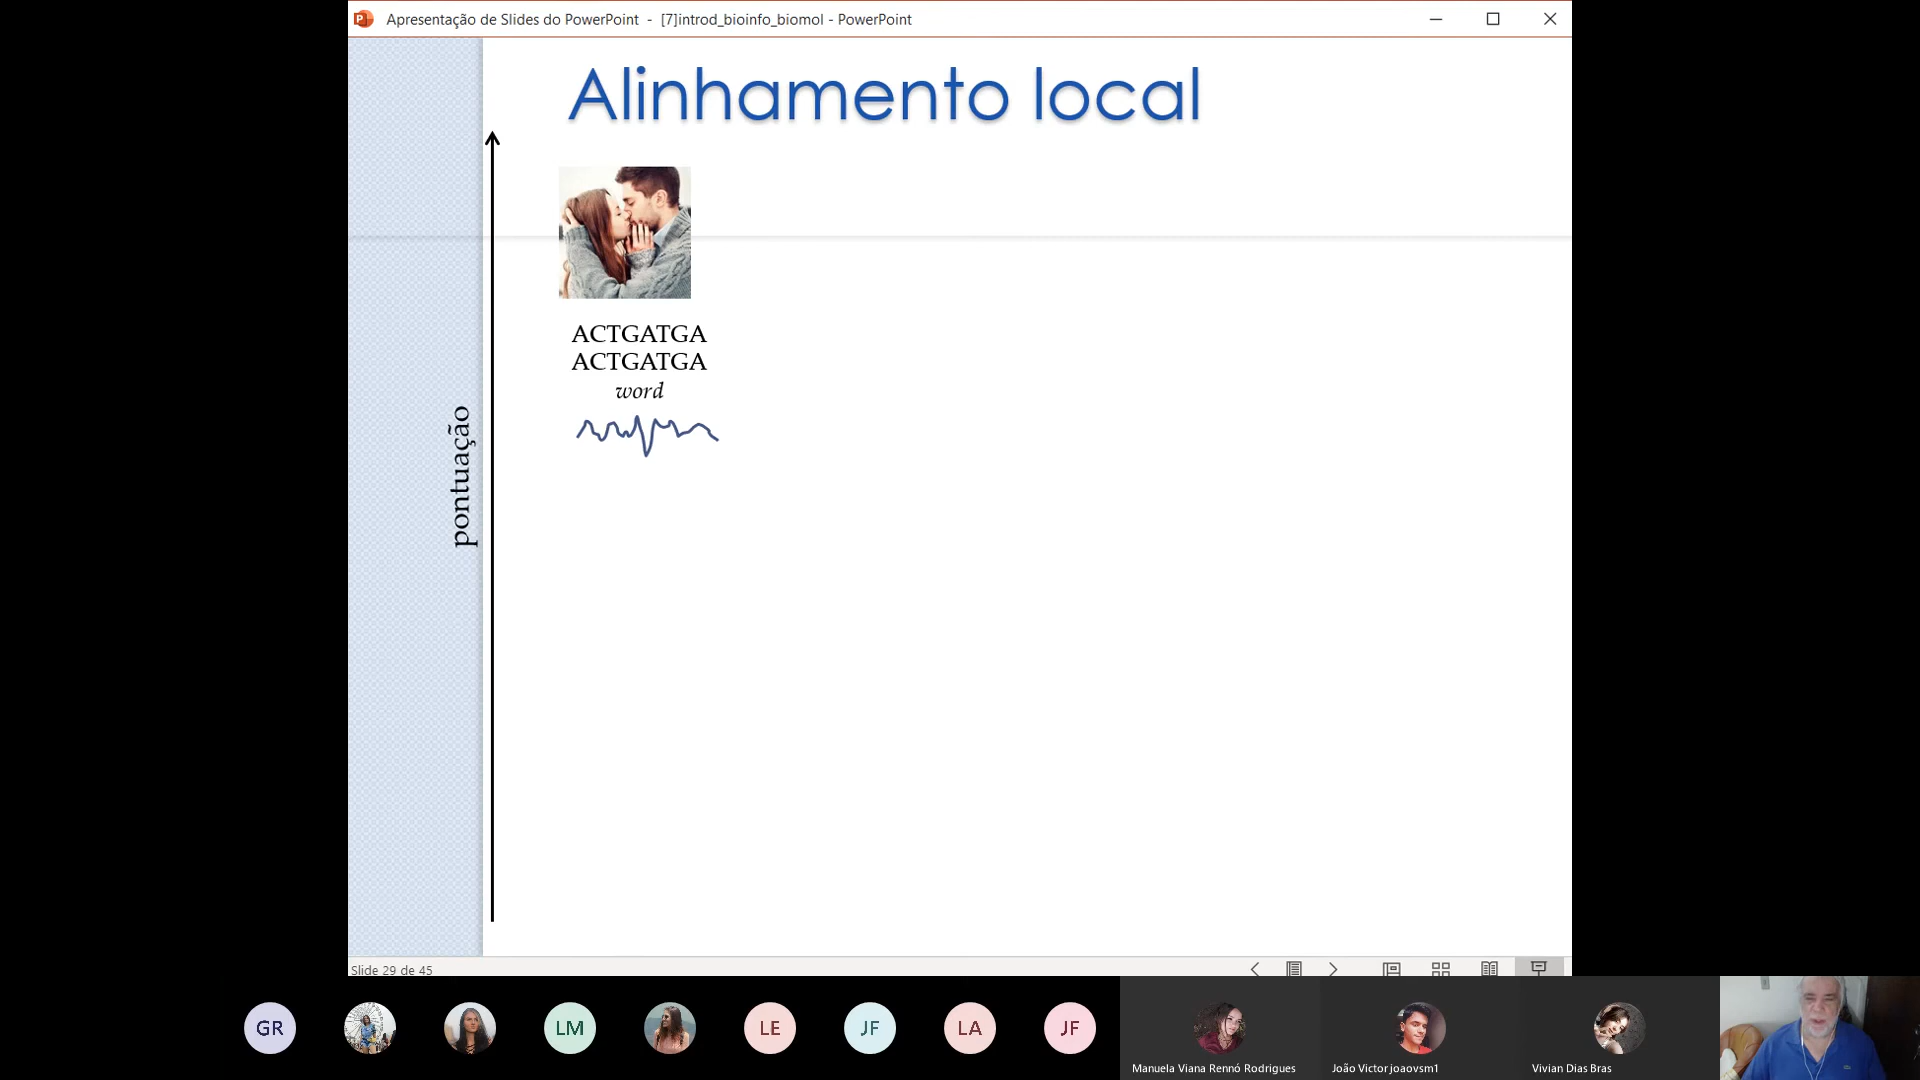 Apresentação de Slides do PowerPoint - [7]introd_bioinfo_biomol - PowerPoint
Alinhamento local
ACTGATGA
ACTGATGA
word
pontuação
Slide 29 de 45
GR
LM
LE
JF
LA
JF
Manuela Viana Rennó Rodrigues
João Victor joaovsm1
Vivian Dias Bras